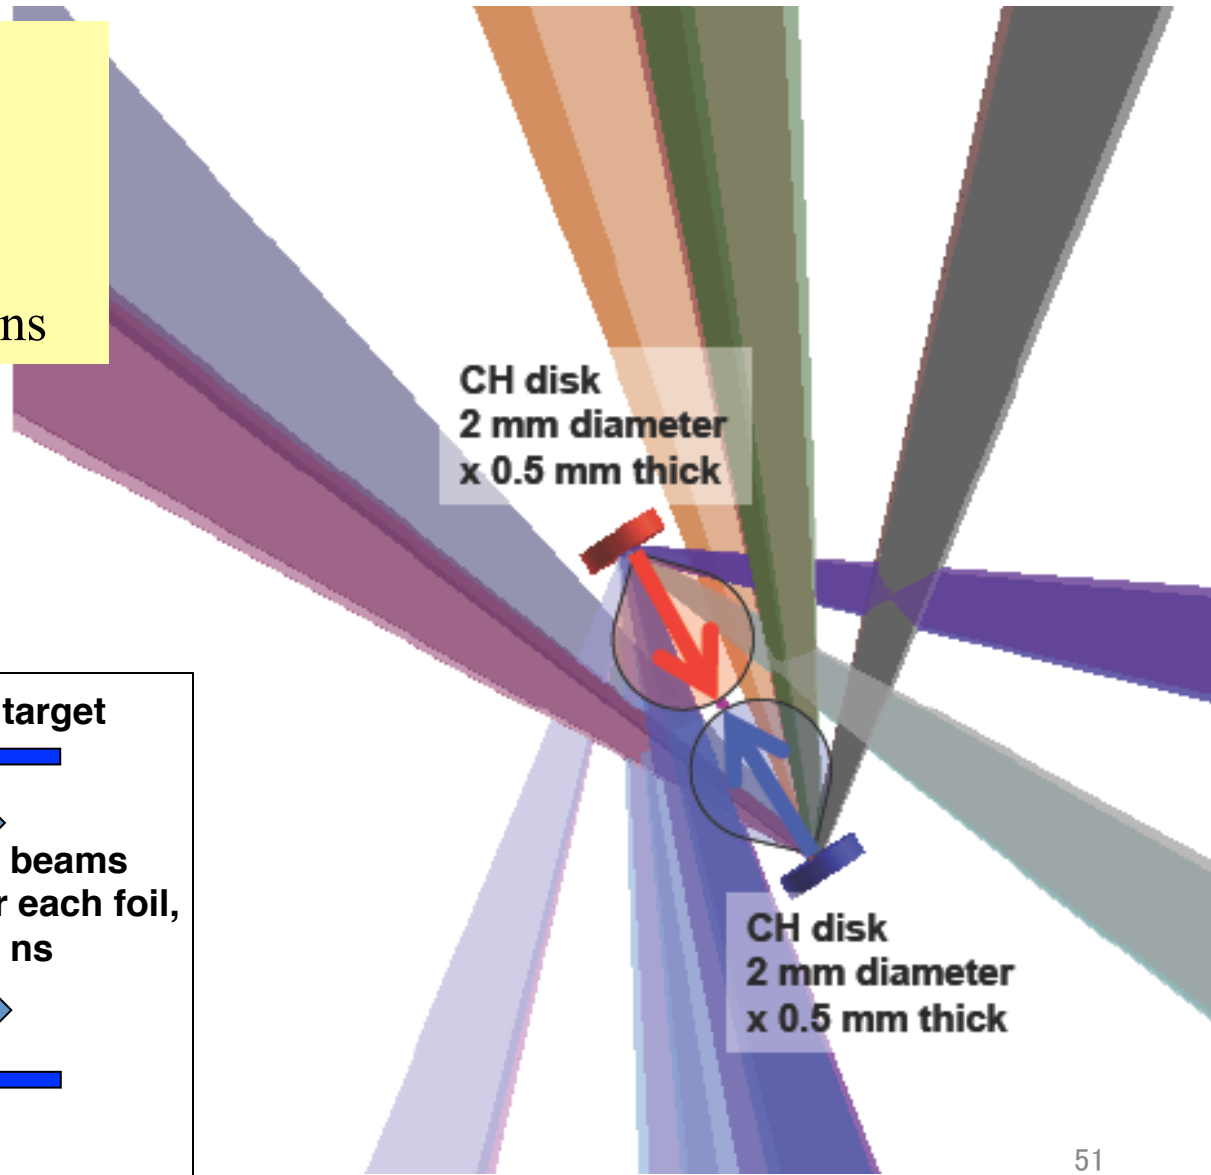 ns
CH disk
2 mm diameter
x 0.5 mm thick
target
beams
r each foil,
ns
CH disk
2 mm diameter
x 0.5 mm thick
51